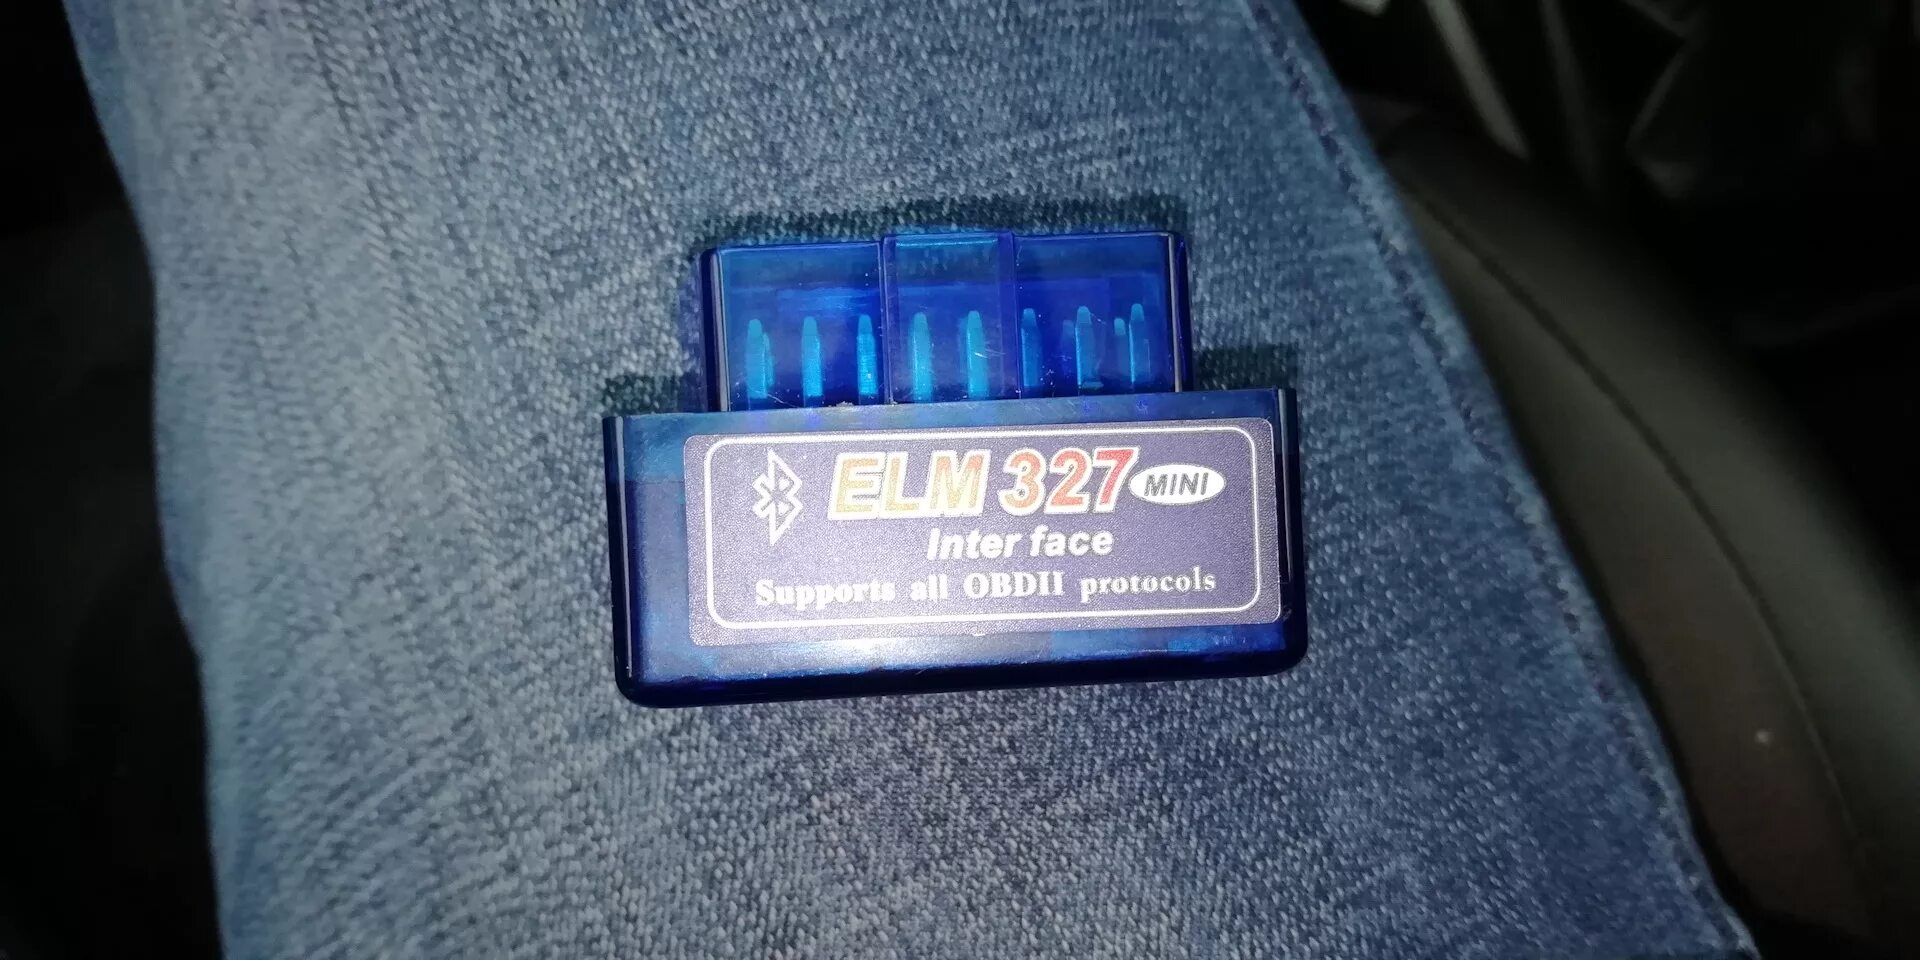 ELM 327 MINI
Inter face
Supports all OBDII protocols